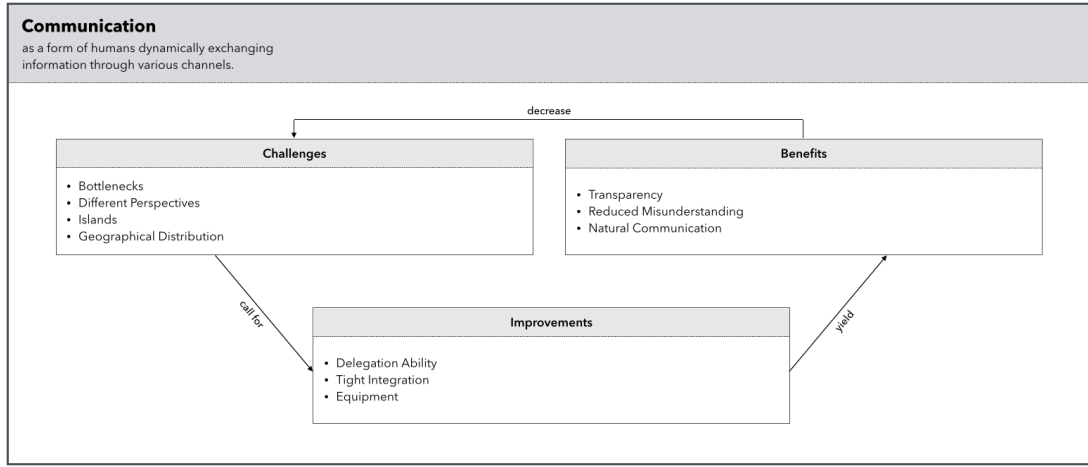 Communication
as a form of humans dynamically exchanging
information through various channels.
decrease
Challenges
• Bottlenecks
• Different Perspectives
• Islands
• Geographical Distribution
Benefits
• Transparency
• Reduced Misunderstanding
• Natural Communication
call for
yield
Improvements
• Delegation Ability
• Tight Integration
• Equipment